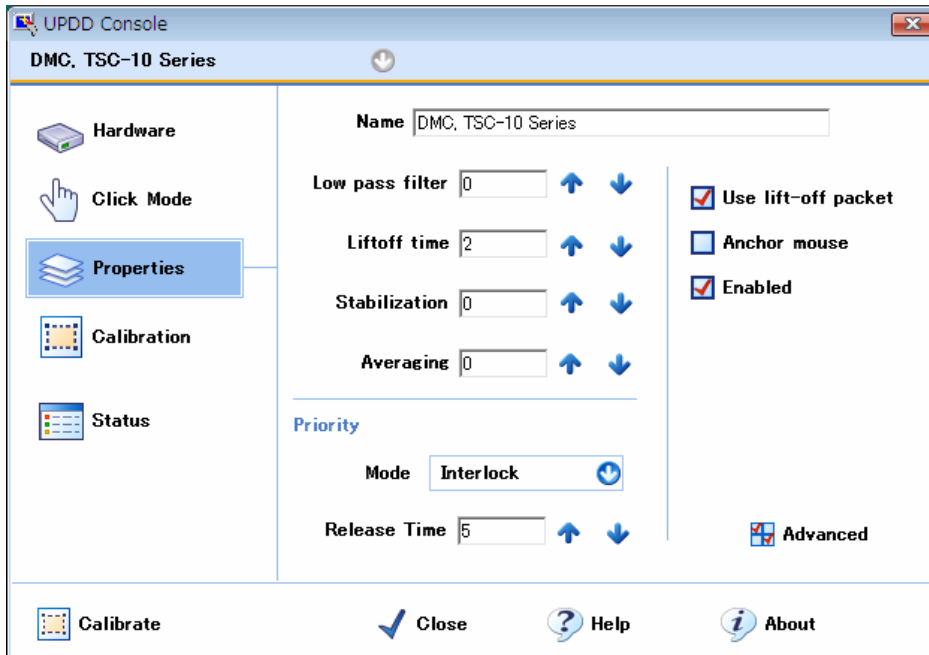 UPDD Console
DMC, TSC-10 Series
Hardware
Click Mode
Properties
Calibration
Status
Name DMC, TSC-10 Series
Low pass filter 0
Liftoff time 2
Stabilization 0
Averaging 0
Priority
Mode Interlock
Release Time 5
Use lift-off packet
Anchor mouse
Enabled
Advanced
Calibrate
Close
Help
About